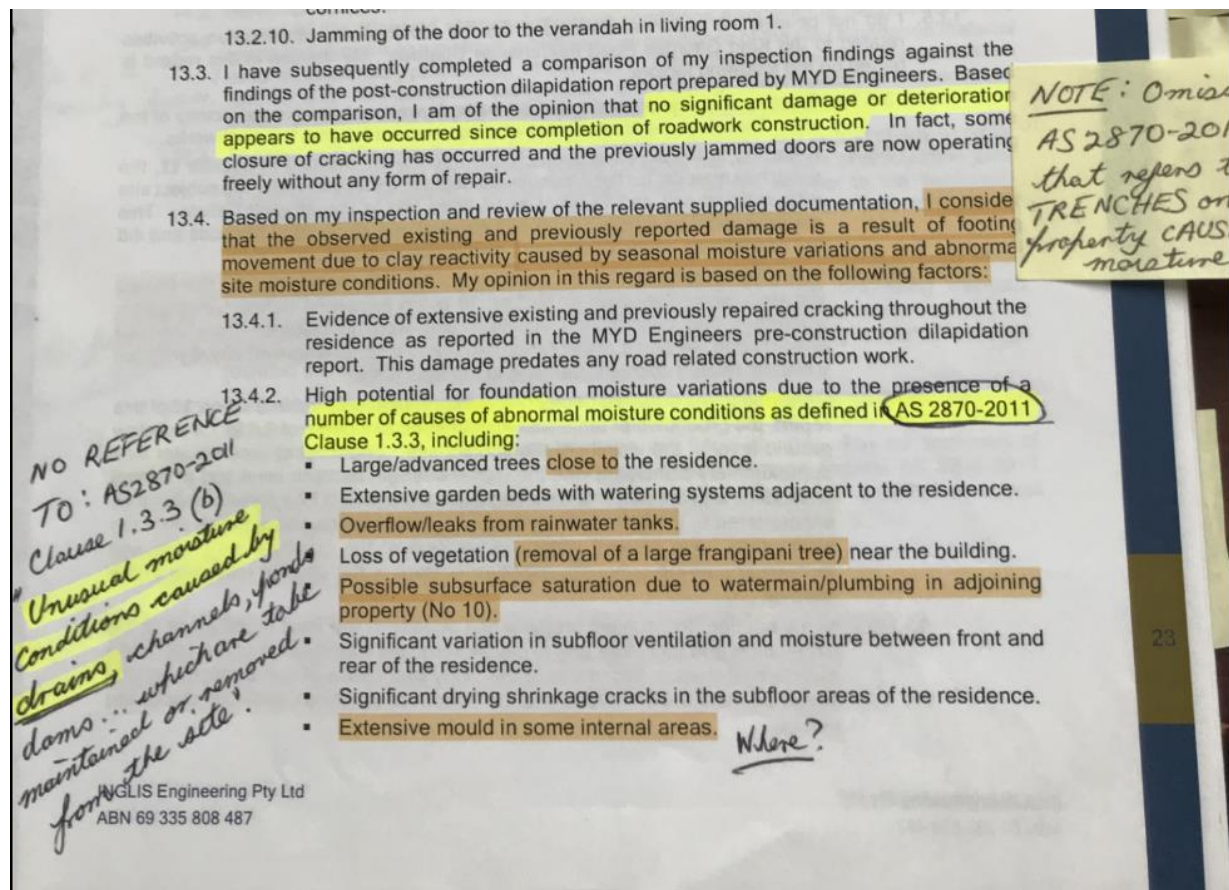 13.2.10. Jamming of the door to the verandah in living room 1.
13.3. I have subsequently completed a comparison of my inspection findings against the
findings of the post-construction dilapidation report prepared by MYD Engineers. Based
on the comparison, I am of the opinion that no significant damage or deterioration
appears to have occurred since completion of roadwork construction. In fact, some
closure of cracking has occurred and the previously jammed doors are now operating
freely without any form of repair.
13.4. Based on my inspection and review of the relevant supplied documentation, I conside
that the observed existing and previously reported damage is a result of footing
movement due to clay reactivity caused by seasonal moisture variations and abnorma
site moisture conditions. My opinion in this regard is based on the following factors:
13.4.1. Evidence of extensive existing and previously repaired cracking throughout the
residence as reported in the MYD Engineers pre-construction dilapidation
report. This damage predates any road related construction work.
13.4.2. High potential for foundation moisture variations due to the presence of a
number of causes of abnormal moisture conditions as defined in AS 2870-2011
Clause 1.3.3, including:
▪ Large/advanced trees close to the residence.
▪ Extensive garden beds with watering systems adjacent to the residence.
▪ Overflow/leaks from rainwater tanks.
▪ Loss of vegetation (removal of a large frangipani tree) near the building.
▪ Possible subsurface saturation due to watermain/plumbing in adjoining
property (No 10).
▪ Significant variation in subfloor ventilation and moisture between front and
rear of the residence.
▪ Significant drying shrinkage cracks in the subfloor areas of the residence.
▪ Extensive mould in some internal areas.
Where?
NO REFERENCE
TO: AS2870-2011
Clause 1.3.3 (b)
"Unusual moisture
Conditions caused by
drains, channels, ponds
dams... which are to be
maintained or removed
from the site'
NOTE: Omiss
AS 2870-201
that refers t
TRENCHES on
property CAUS
moisture
INGLIS Engineering Pty Ltd
ABN 69 335 808 487
23